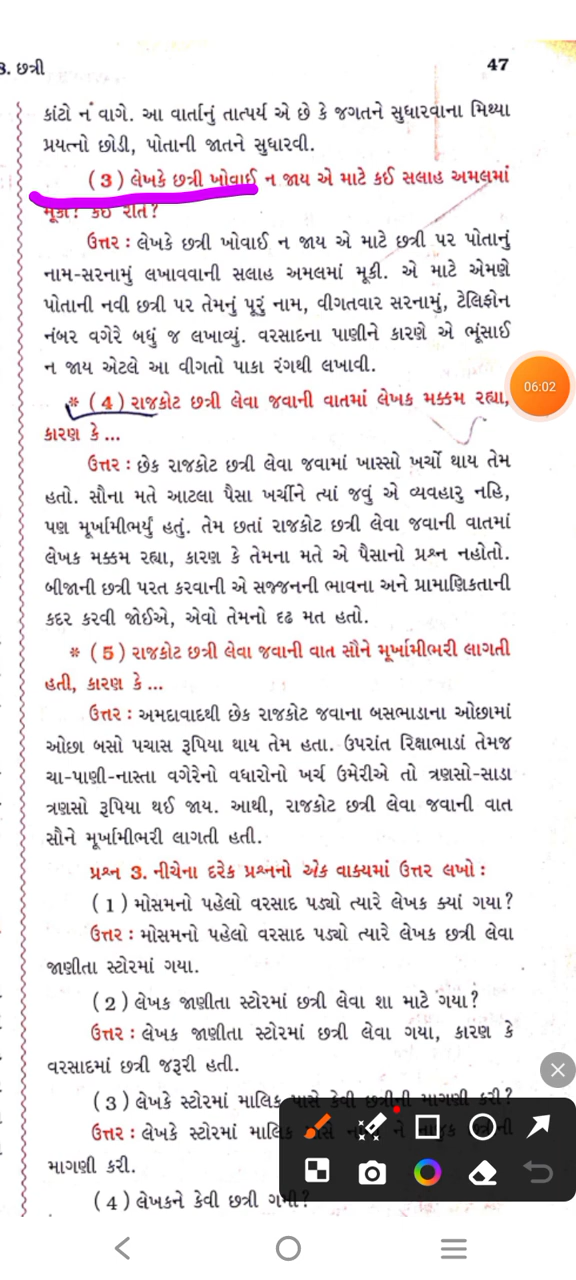 8. છત્રી
47
કાંટો ન વાગે. આ વાર્તાનું તાત્પર્ય એ છે કે જગતને સુધારવાના મિથ્યા
પ્રયત્નો છોડી, પોતાની જાતને સુધારવી.
(3) લેખકે છત્રી ખોવાઈ ન જાય એ માટે કઈ સલાહ અમલમાં
મૂકી? કઈ રીતે?
ઉત્તર : લેખકે છત્રી ખોવાઈ ન જાય એ માટે છત્રી પર પોતાનું
નામ-સરનામું લખાવવાની સલાહ અમલમાં મૂકી. એ માટે એમણે
પોતાની નવી છત્રી પર તેમનું પૂરું નામ, વીગતવાર સરનામું, ટેલિફોન
નંબર વગેરે બધું જ લખાવ્યું. વરસાદના પાણીને કારણે એ ભૂંસાઈ
ન જાય એટલે આ વીગતો પાકા રંગથી લખાવી.
06:02
* (4) રાજકોટ છત્રી લેવા જવાની વાતમાં લેખક મક્કમ રહ્યા,
કારણ કે ...
ઉત્તર : છેક રાજકોટ છત્રી લેવા જવામાં ખાસ્સો ખર્ચો થાય તેમ
હતો. સૌના મતે આટલા પૈસા ખર્ચીને ત્યાં જવું એ વ્યવહારુ નહિ,
પણ મૂર્ખામીભર્યું હતું. તેમ છતાં રાજકોટ છત્રી લેવા જવાની વાતમાં
લેખક મક્કમ રહ્યા, કારણ કે તેમના મતે એ પૈસાનો પ્રશ્ન નહોતો.
બીજાની છત્રી પરત કરવાની એ સજ્જનની ભાવના અને પ્રામાણિકતાની
કદર કરવી જોઈએ, એવો તેમનો દૃઢ મત હતો.
* (5) રાજકોટ છત્રી લેવા જવાની વાત સૌને મૂર્ખામીભરી લાગતી
હતી, કારણ કે ...
ઉત્તર : અમદાવાદથી છેક રાજકોટ જવાના બસભાડાના ઓછામાં
ઓછા બસો પચાસ રૂપિયા થાય તેમ હતા. ઉપરાંત રિક્ષાભાડાં તેમજ
ચા-પાણી-નાસ્તા વગેરેનો વધારોનો ખર્ચ ઉમેરીએ તો ત્રણસો-સાડા
ત્રણસો રૂપિયા થઈ જાય. આથી, રાજકોટ છત્રી લેવા જવાની વાત
સૌને મૂર્ખામીભરી લાગતી હતી.
પ્રશ્ન 3. નીચેના દરેક પ્રશ્નનો એક વાક્યમાં ઉત્તર લખો :
(1) મોસમનો પહેલો વરસાદ પડ્યો ત્યારે લેખક ક્યાં ગયા?
ઉત્તર : મોસમનો પહેલો વરસાદ પડ્યો ત્યારે લેખક છત્રી લેવા
જાણીતા સ્ટોરમાં ગયા.
(2) લેખક જાણીતા સ્ટોરમાં છત્રી લેવા શા માટે ગયા?
ઉત્તર : લેખક જાણીતા સ્ટોરમાં છત્રી લેવા ગયા, કારણ કે
વરસાદમાં છત્રી જરૂરી હતી.
(3) લેખકે સ્ટોરમાં માલિક પાસે કેવી છત્રીની માગણી કરી?
ઉત્તર : લેખકે સ્ટોરમાં માલિક પાસે
માગણી કરી.
(4) લેખકને કેવી છત્રી ગમી?